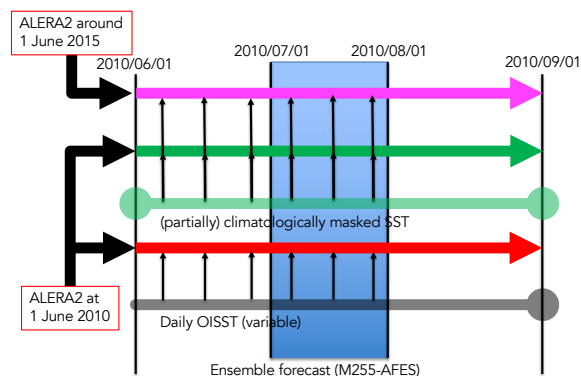 ALERA2 around
1 June 2015
2010/06/01
2010/07/01
2010/08/01
2010/09/01
(partially) climatologically masked SST
ALERA2 at
1 June 2010
Daily OISST (variable)
Ensemble forecast (M255-AFES)